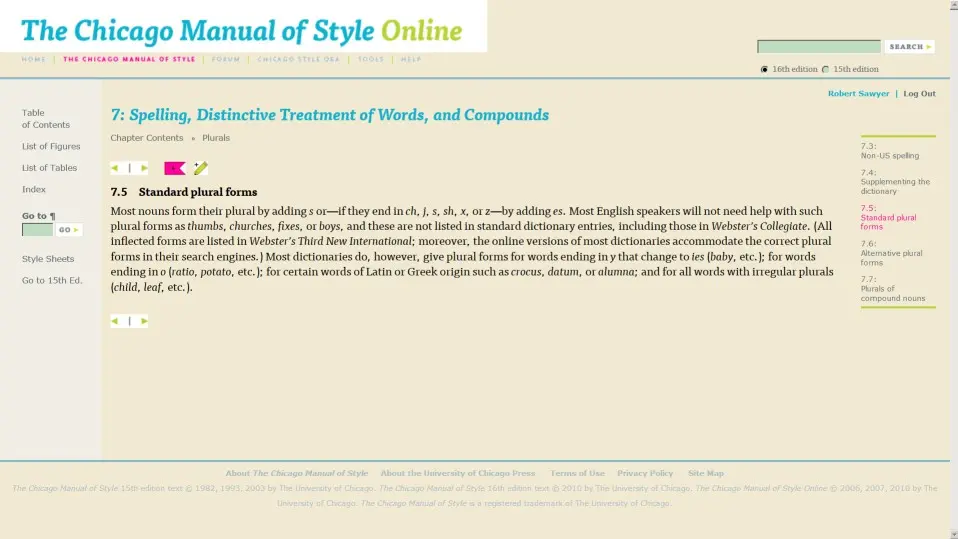 The Chicago Manual of Style Online
HOME | THE CHICAGO MANUAL OF STYLE | FORUM | CHICAGO STYLE Q&A | TOOLS | HELP
SEARCH
16th edition 15th edition
Robert Sawyer | Log Out
Table
of Contents
List of Figures
List of Tables
Index
Go to ¶
GO
Style Sheets
Go to 15th Ed.
7: Spelling, Distinctive Treatment of Words, and Compounds
Chapter Contents • Plurals
7.5 Standard plural forms
Most nouns form their plural by adding s or—if they end in ch, j, s, sh, x, or z—by adding es. Most English speakers will not need help with such
plural forms as thumbs, churches, fixes, or boys, and these are not listed in standard dictionary entries, including those in Webster's Collegiate. (All
inflected forms are listed in Webster's Third New International; moreover, the online versions of most dictionaries accommodate the correct plural
forms in their search engines.) Most dictionaries do, however, give plural forms for words ending in y that change to ies (baby, etc.); for words
ending in o (ratio, potato, etc.); for certain words of Latin or Greek origin such as crocus, datum, or alumna; and for all words with irregular plurals
(child, leaf, etc.).
7.3:
Non-US spelling
7.4:
Supplementing the
dictionary
7.5:
Standard plural
forms
7.6:
Alternative plural
forms
7.7:
Plurals of
compound nouns
About The Chicago Manual of Style About the University of Chicago Press Terms of Use Privacy Policy Site Map
The Chicago Manual of Style 15th edition text © 1982, 1993, 2003 by The University of Chicago. The Chicago Manual of Style 16th edition text © 2010 by The University of Chicago. The Chicago Manual of Style Online © 2006, 2007, 2010 by The
University of Chicago. The Chicago Manual of Style is a registered trademark of The University of Chicago.